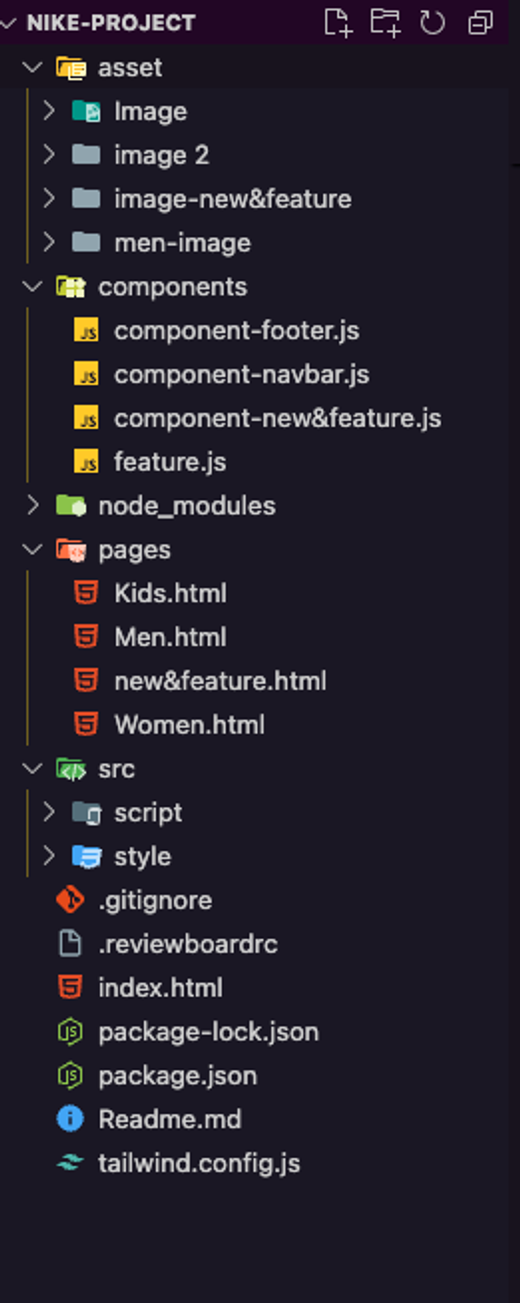 NIKE-PROJECT
asset
Image
image 2
image-new&feature
men-image
components
component-footer.js
component-navbar.js
component-new&feature.js
feature.js
node_modules
pages
Kids.html
Men.html
new&feature.html
Women.html
src
script
style
.gitignore
.reviewboardrc
index.html
package-lock.json
package.json
Readme.md
tailwind.config.js